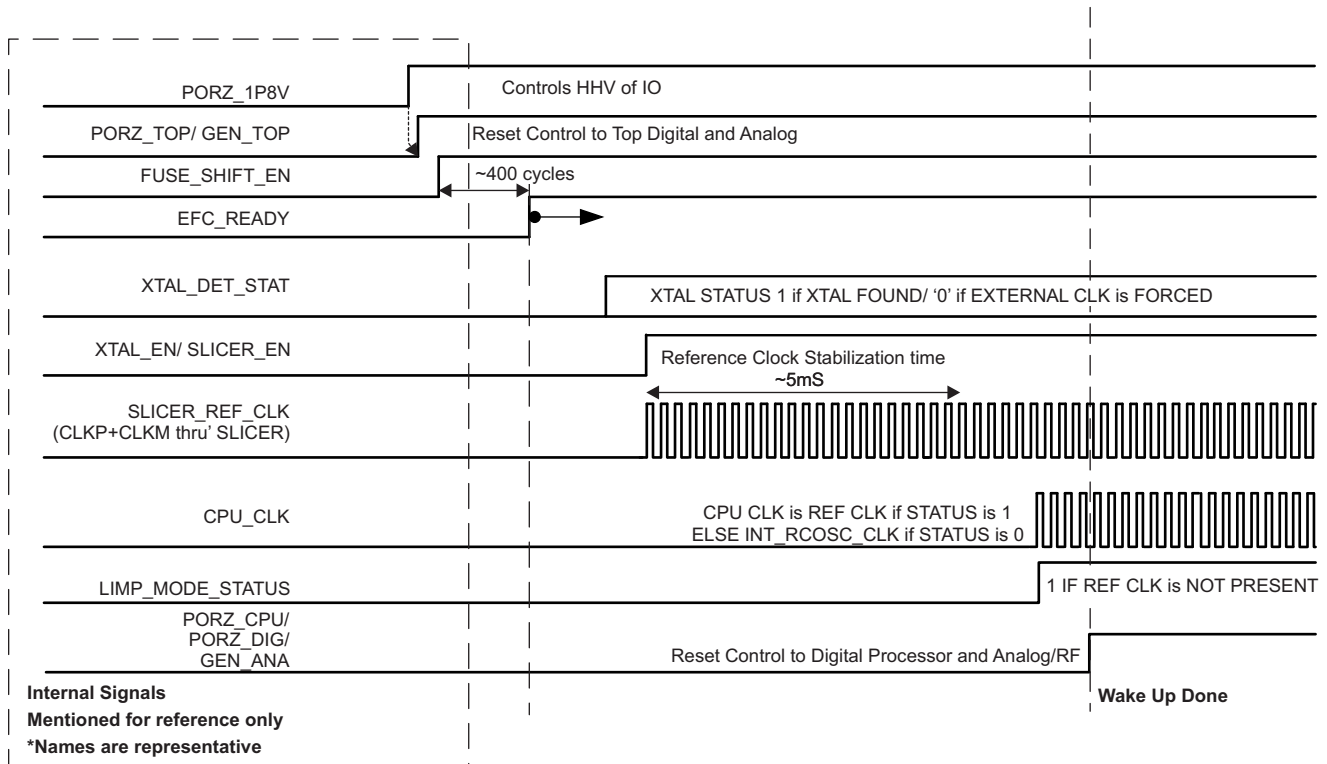 PORZ_1P8V
Controls HHV of IO
PORZ_TOP/ GEN_TOP
Reset Control to Top Digital and Analog
FUSE_SHIFT_EN
~400 cycles
EFC_READY
XTAL_DET_STAT
XTAL STATUS 1 if XTAL FOUND/ ‘0’ if EXTERNAL CLK is FORCED
XTAL_EN/ SLICER_EN
Reference Clock Stabilization time
~5mS
SLICER_REF_CLK
(CLKP+CLKM thru’ SLICER)
CPU_CLK
CPU CLK is REF CLK if STATUS is 1
ELSE INT_RCOSC_CLK if STATUS is 0
LIMP_MODE_STATUS
1 IF REF CLK is NOT PRESENT
PORZ_CPU/
PORZ_DIG/
GEN_ANA
Reset Control to Digital Processor and Analog/RF
Wake Up Done
Internal Signals
Mentioned for reference only
*Names are representative